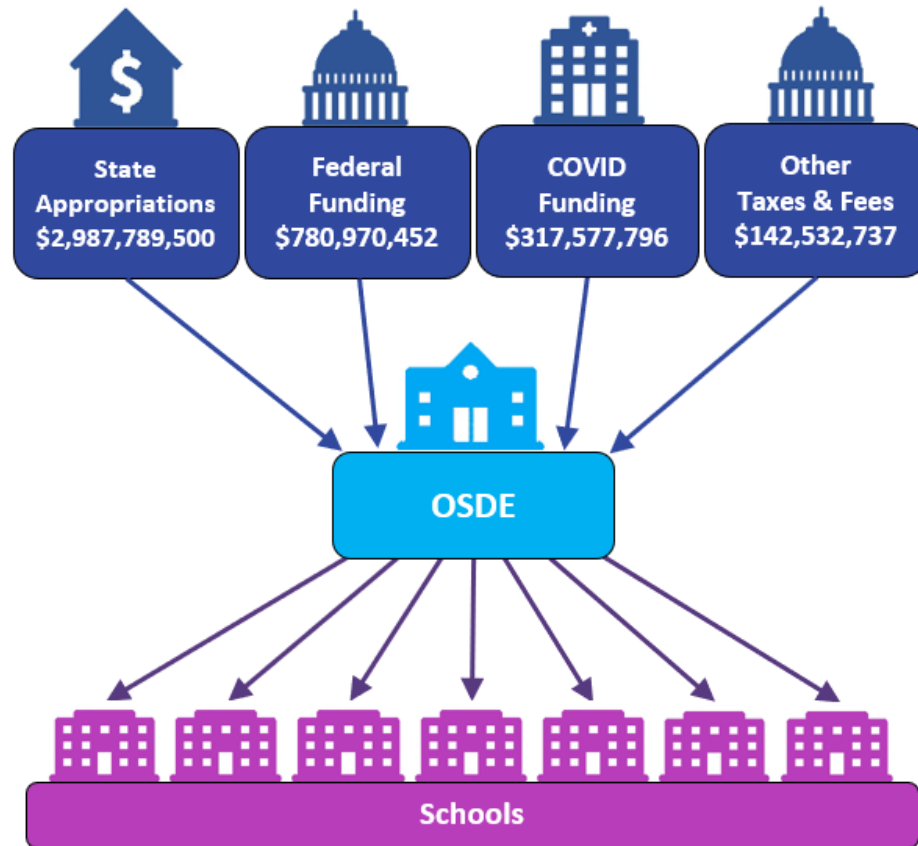 State
Appropriations
$2,987,789,500
Federal
Funding
$780,970,452
COVID
Funding
$317,577,796
Other
Taxes & Fees
$142,532,737
OSDE
Schools